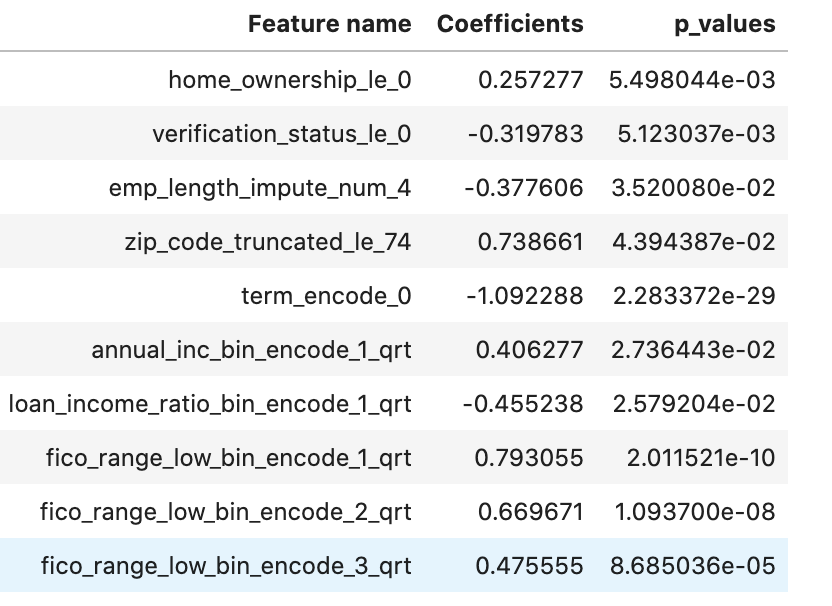 Feature name Coefficients p_values
home_ownership_le_0 0.257277 5.498044e-03
verification_status_le_0 -0.319783 5.123037e-03
emp_length_impute_num_4 -0.377606 3.520080e-02
zip_code_truncated_le_74 0.738661 4.394387e-02
term_encode_0 -1.092288 2.283372e-29
annual_inc_bin_encode_1_qrt 0.406277 2.736443e-02
loan_income_ratio_bin_encode_1_qrt -0.455238 2.579204e-02
fico_range_low_bin_encode_1_qrt 0.793055 2.011521e-10
fico_range_low_bin_encode_2_qrt 0.669671 1.093700e-08
fico_range_low_bin_encode_3_qrt 0.475555 8.685036e-05